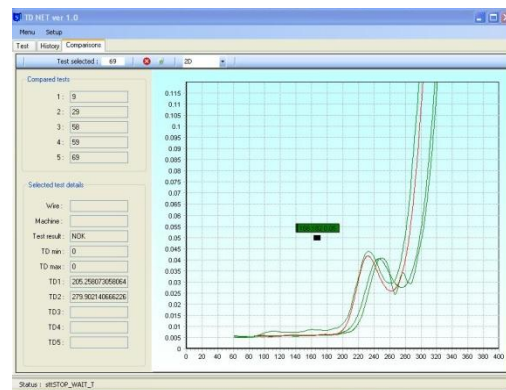 TD NET ver 1.0
Menu Setup
Test History Comparisons
Test selected : 69 2D
Compared tests
1 : 9
2 : 29
3 : 58
4 : 59
5 : 69
Selected test details
Wire :
Machine :
Test result : NOK
TD min : 0
TD max : 0
TD1 : 205.258073058064
TD2 : 279.902140666226
TD3 :
TD4 :
TD5 :
0.115
0.11
0.105
0.1
0.095
0.09
0.085
0.08
0.075
0.07
0.065
0.06
0.055
0.05
0.045
0.04
0.035
0.03
0.025
0.02
0.015
0.01
0.005
0
0 20 40 60 80 100 120 140 160 180 200 220 240 260 280 300 320 340 360 380 400
Status : sttSTOP_WAIT_T